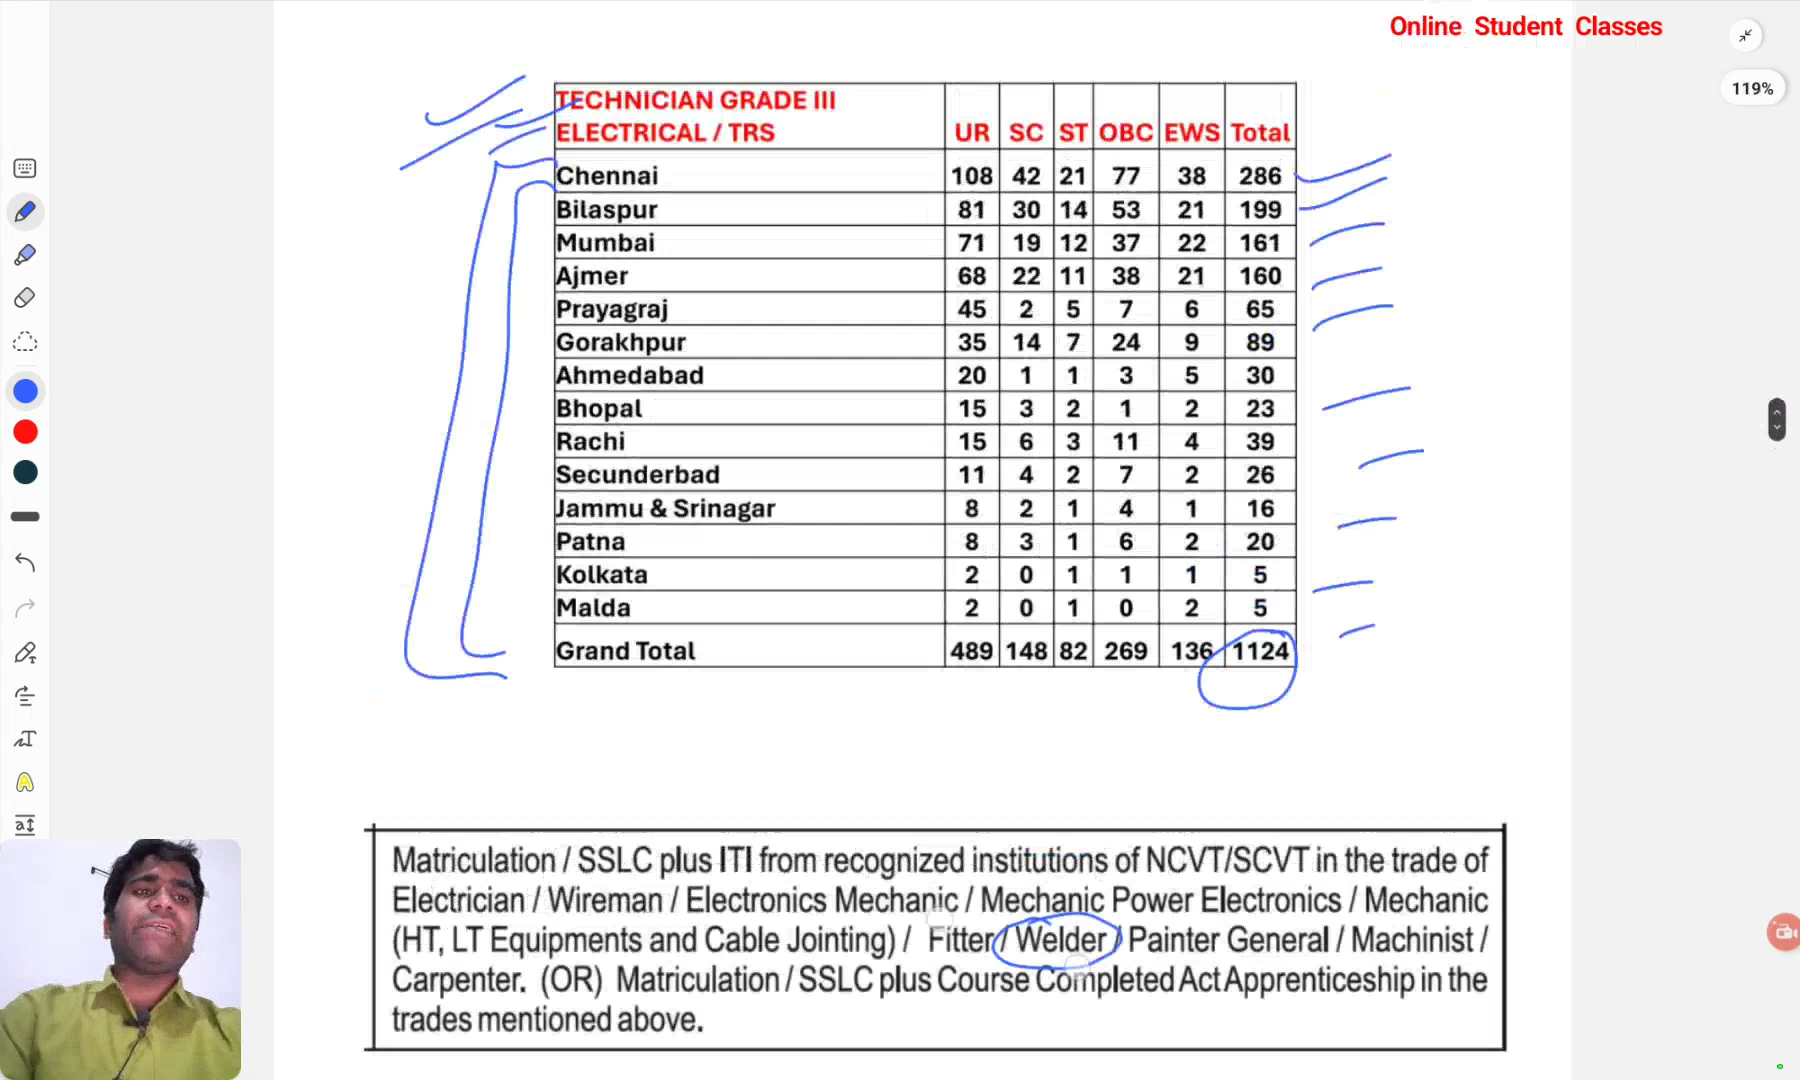 Online Student Classes
119%
TECHNICIAN GRADE III
ELECTRICAL / TRS UR SC ST OBC EWS Total
Chennai 108 42 21 77 38 286
Bilaspur 81 30 14 53 21 199
Mumbai 71 19 12 37 22 161
Ajmer 68 22 11 38 21 160
Prayagraj 45 2 5 7 6 65
Gorakhpur 35 14 7 24 9 89
Ahmedabad 20 1 1 3 5 30
Bhopal 15 3 2 1 2 23
Rachi 15 6 3 11 4 39
Secunderbad 11 4 2 7 2 26
Jammu & Srinagar 8 2 1 4 1 16
Patna 8 3 1 6 2 20
Kolkata 2 0 1 1 1 5
Malda 2 0 1 0 2 5
Grand Total 489 148 82 269 136 1124
Matriculation / SSLC plus ITI from recognized institutions of NCVT/SCVT in the trade of
Electrician / Wireman / Electronics Mechanic / Mechanic Power Electronics / Mechanic
(HT, LT Equipments and Cable Jointing) / Fitter / Welder / Painter General / Machinist /
Carpenter. (OR) Matriculation / SSLC plus Course Completed Act Apprenticeship in the
trades mentioned above.